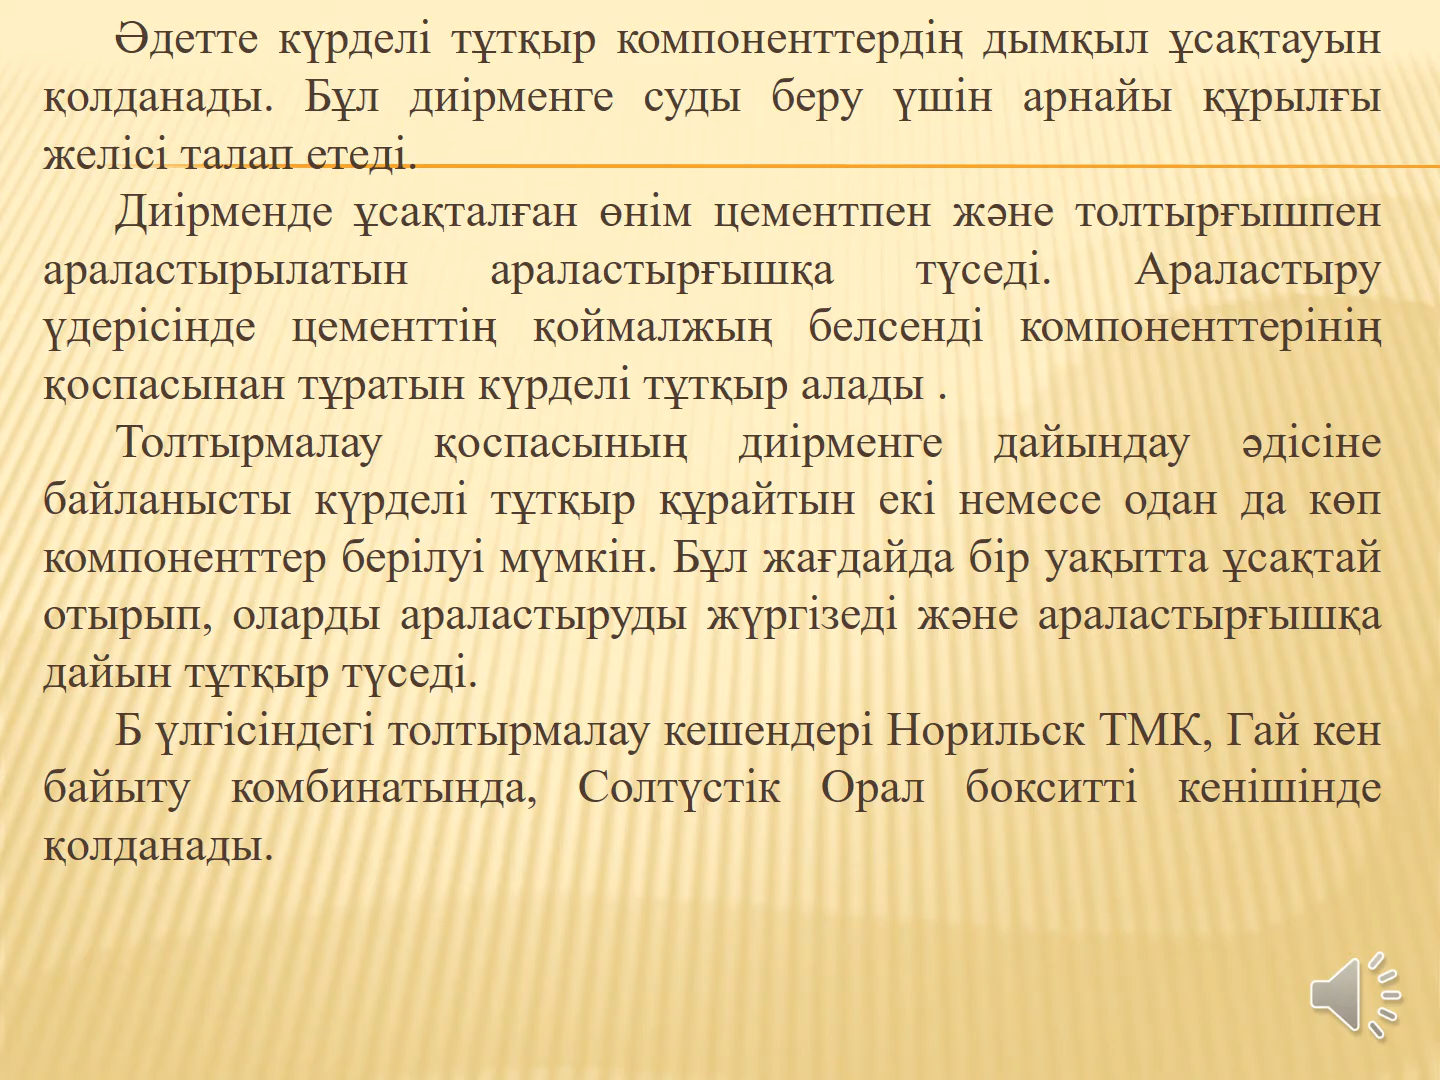 Әдетте күрделі тұтқыр компоненттердің дымқыл ұсақтауын
қолданады. Бұл диірменге суды беру үшін арнайы құрылғы
желісі талап етеді.
Диірменде ұсақталған өнім цементпен және толтырғышпен
араластырылатын араластырғышқа түседі. Араластыру
үдерісінде цементтің қоймалжың белсенді компоненттерінің
қоспасынан тұратын күрделі тұтқыр алады .
Толтырмалау қоспасының диірменге дайындау әдісіне
байланысты күрделі тұтқыр құрайтын екі немесе одан да көп
компоненттер берілуі мүмкін. Бұл жағдайда бір уақытта ұсақтай
отырып, оларды араластыруды жүргізеді және араластырғышқа
дайын тұтқыр түседі.
Б үлгісіндегі толтырмалау кешендері Норильск ТМК, Гай кен
байыту комбинатында, Солтүстік Орал бокситті кенішінде
қолданады.